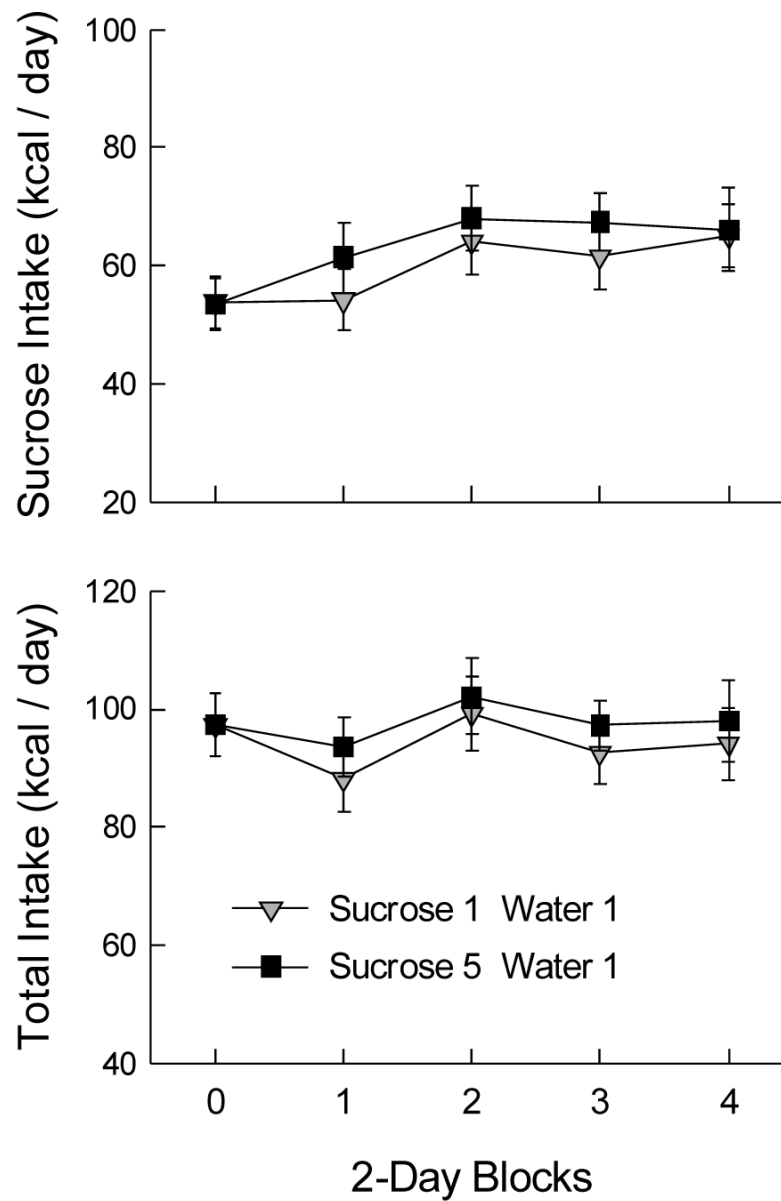 Sucrose Intake (kcal / day)
100
80
60
40
20
Total Intake (kcal / day)
120
100
80
60
40
Sucrose 1 Water 1
Sucrose 5 Water 1
0 1 2 3 4
2-Day Blocks